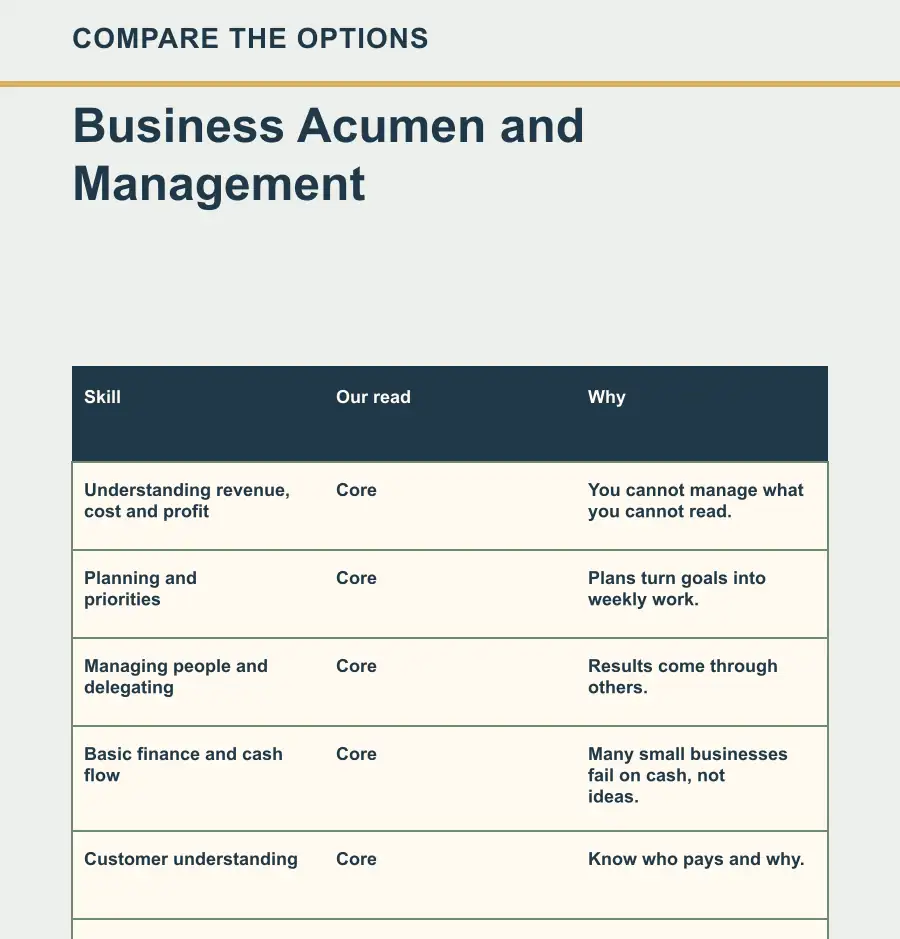 COMPARE THE OPTIONS
Business Acumen and
Management
Skill Our read Why
Understanding revenue, Core You cannot manage what
cost and profit you cannot read.
Planning and Core Plans turn goals into
priorities weekly work.
Managing people and Core Results come through
delegating others.
Basic finance and cash Core Many small businesses
flow fail on cash, not
ideas.
Customer understanding Core Know who pays and why.